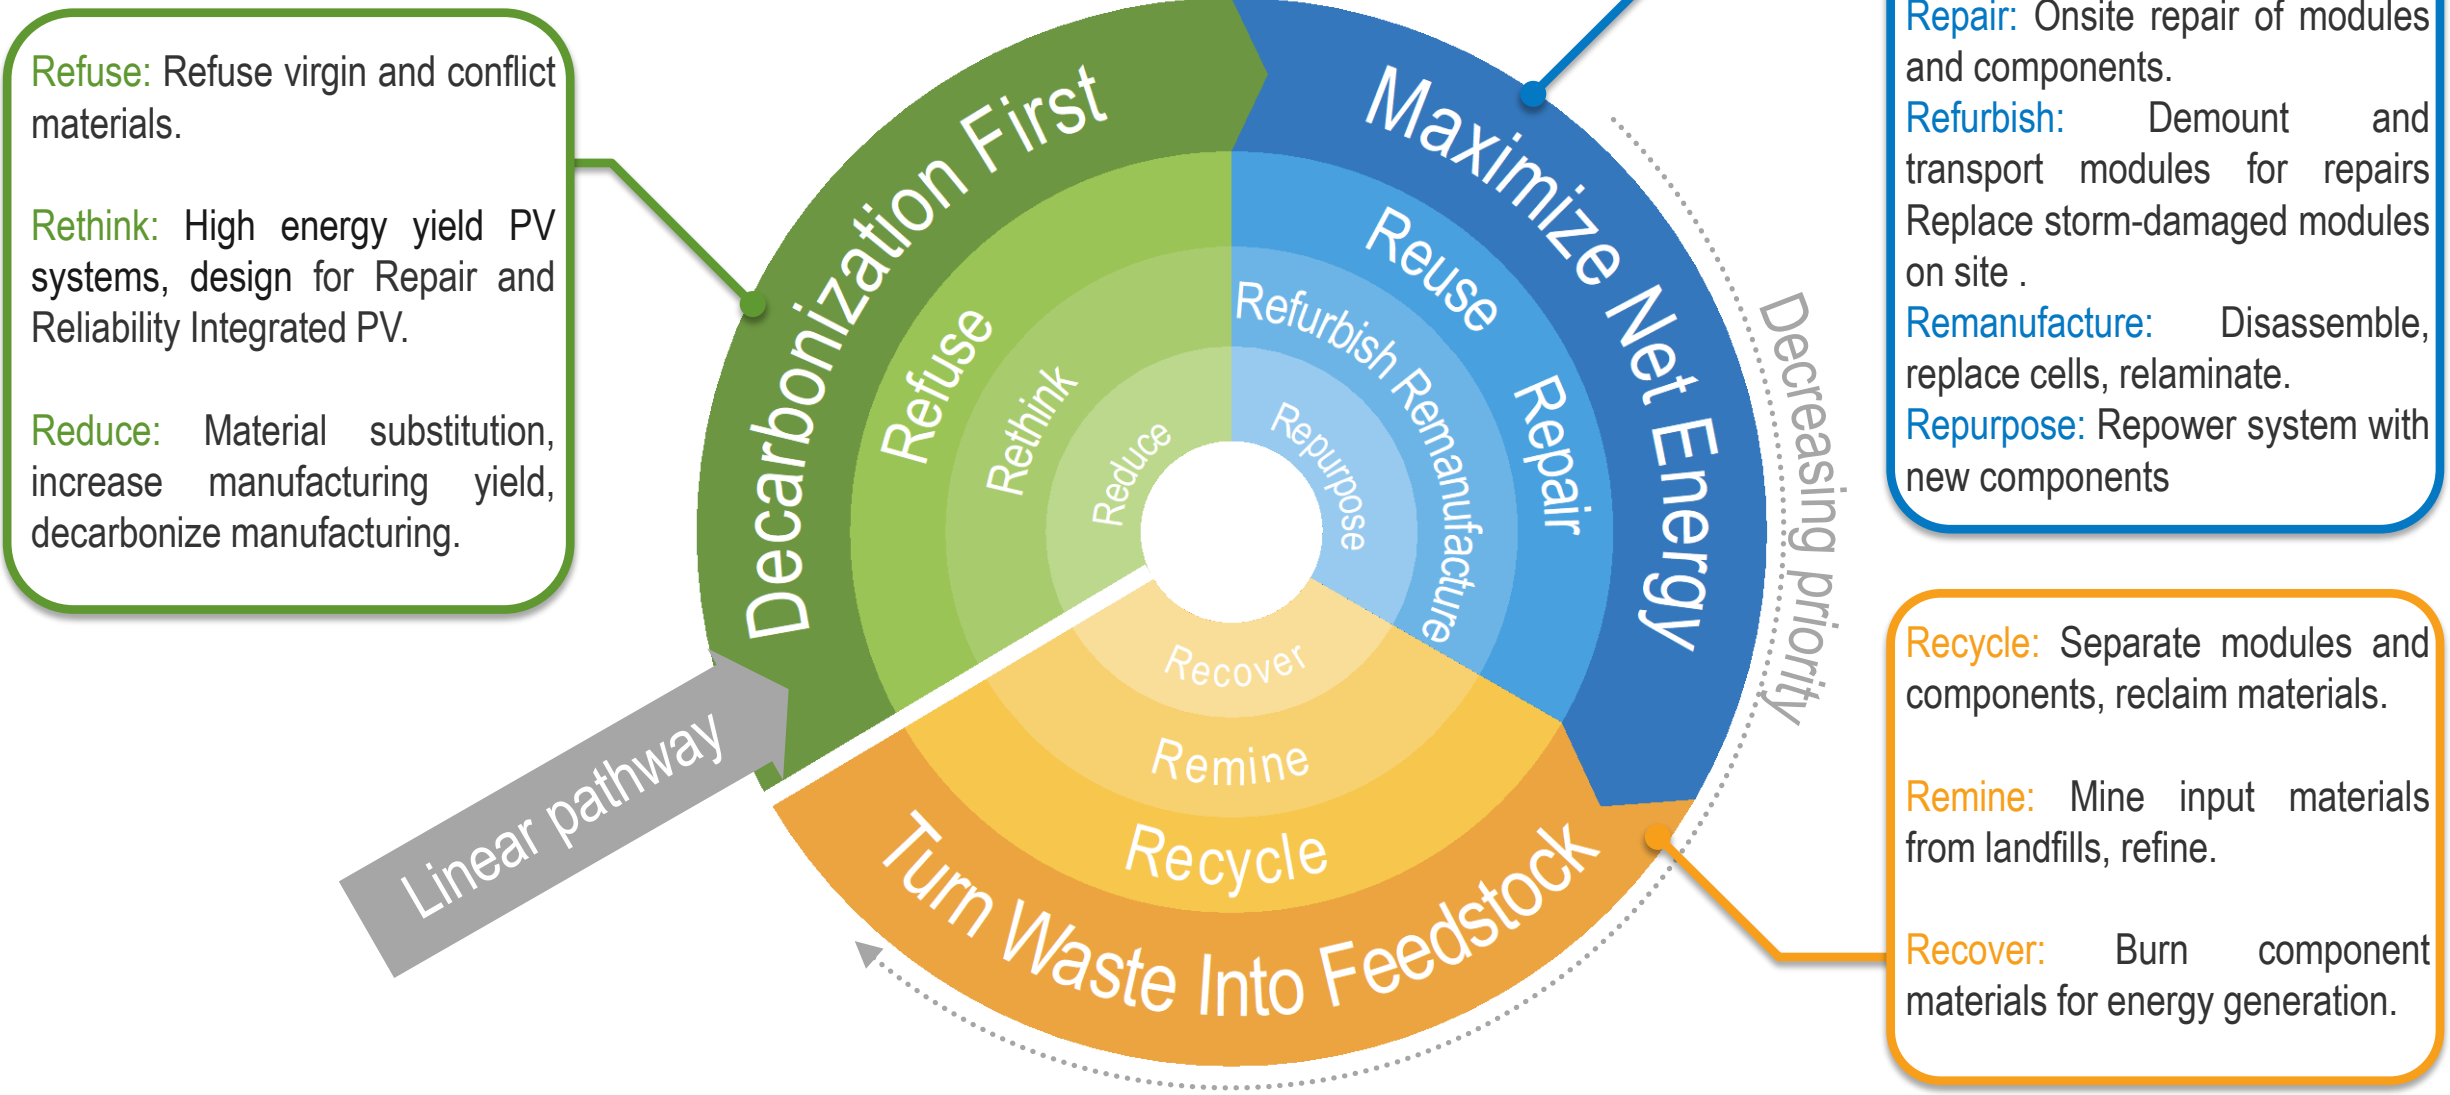 Refuse: Refuse virgin and conflict
materials.
Rethink: High energy yield PV
systems, design for Repair and
Reliability Integrated PV.
Reduce: Material substitution,
increase manufacturing yield,
decarbonize manufacturing.
Linear pathway
Decarbonization First
Refuse
Rethink
Reduce
Maximize Net Energy
Reuse
Repair
Refurbish Remanufacture
Repurpose
Turn Waste Into Feedstock
Recycle
Remine
Recover
Decreasing priority
Repair: Onsite repair of modules
and components.
Refurbish: Demount and
transport modules for repairs
Replace storm-damaged modules
on site .
Remanufacture: Disassemble,
replace cells, relaminate.
Repurpose: Repower system with
new components
Recycle: Separate modules and
components, reclaim materials.
Remine: Mine input materials
from landfills, refine.
Recover: Burn component
materials for energy generation.